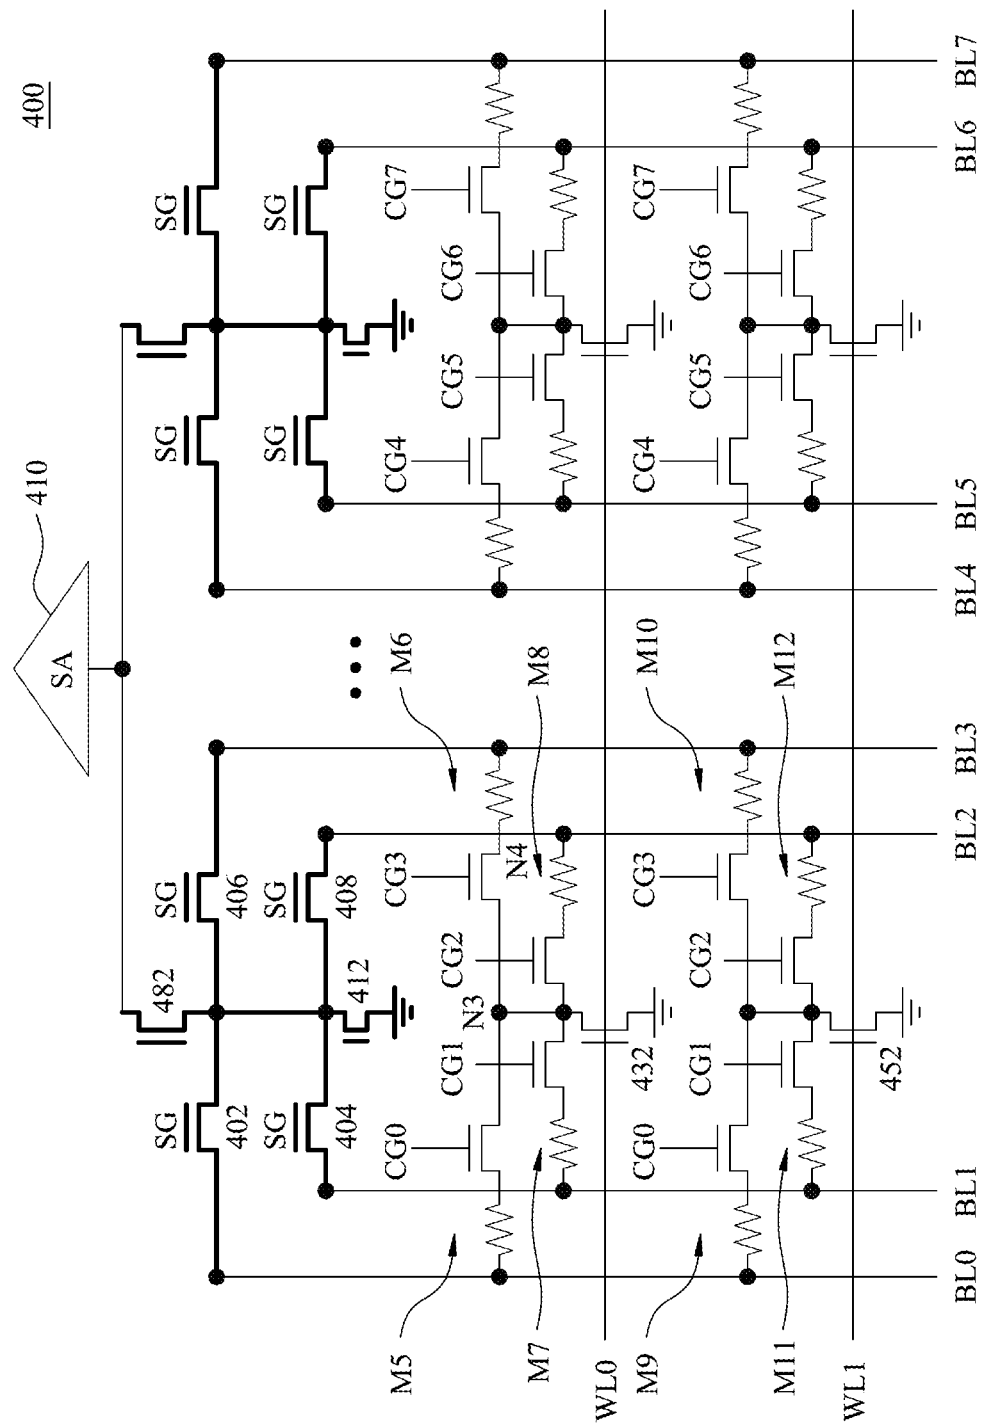 400
SA
410
SG
SG
SG
SG
482
402
406
SG
SG
SG
SG
412
404
408
M6
M8
M10
M12
CG0
CG1
CG2
CG3
CG4
CG5
CG6
CG7
N3
N4
432
CG0
CG1
CG2
CG3
CG4
CG5
CG6
CG7
452
M5
M7
M9
M11
WL0
WL1
BL0
BL1
BL2
BL3
BL4
BL5
BL6
BL7